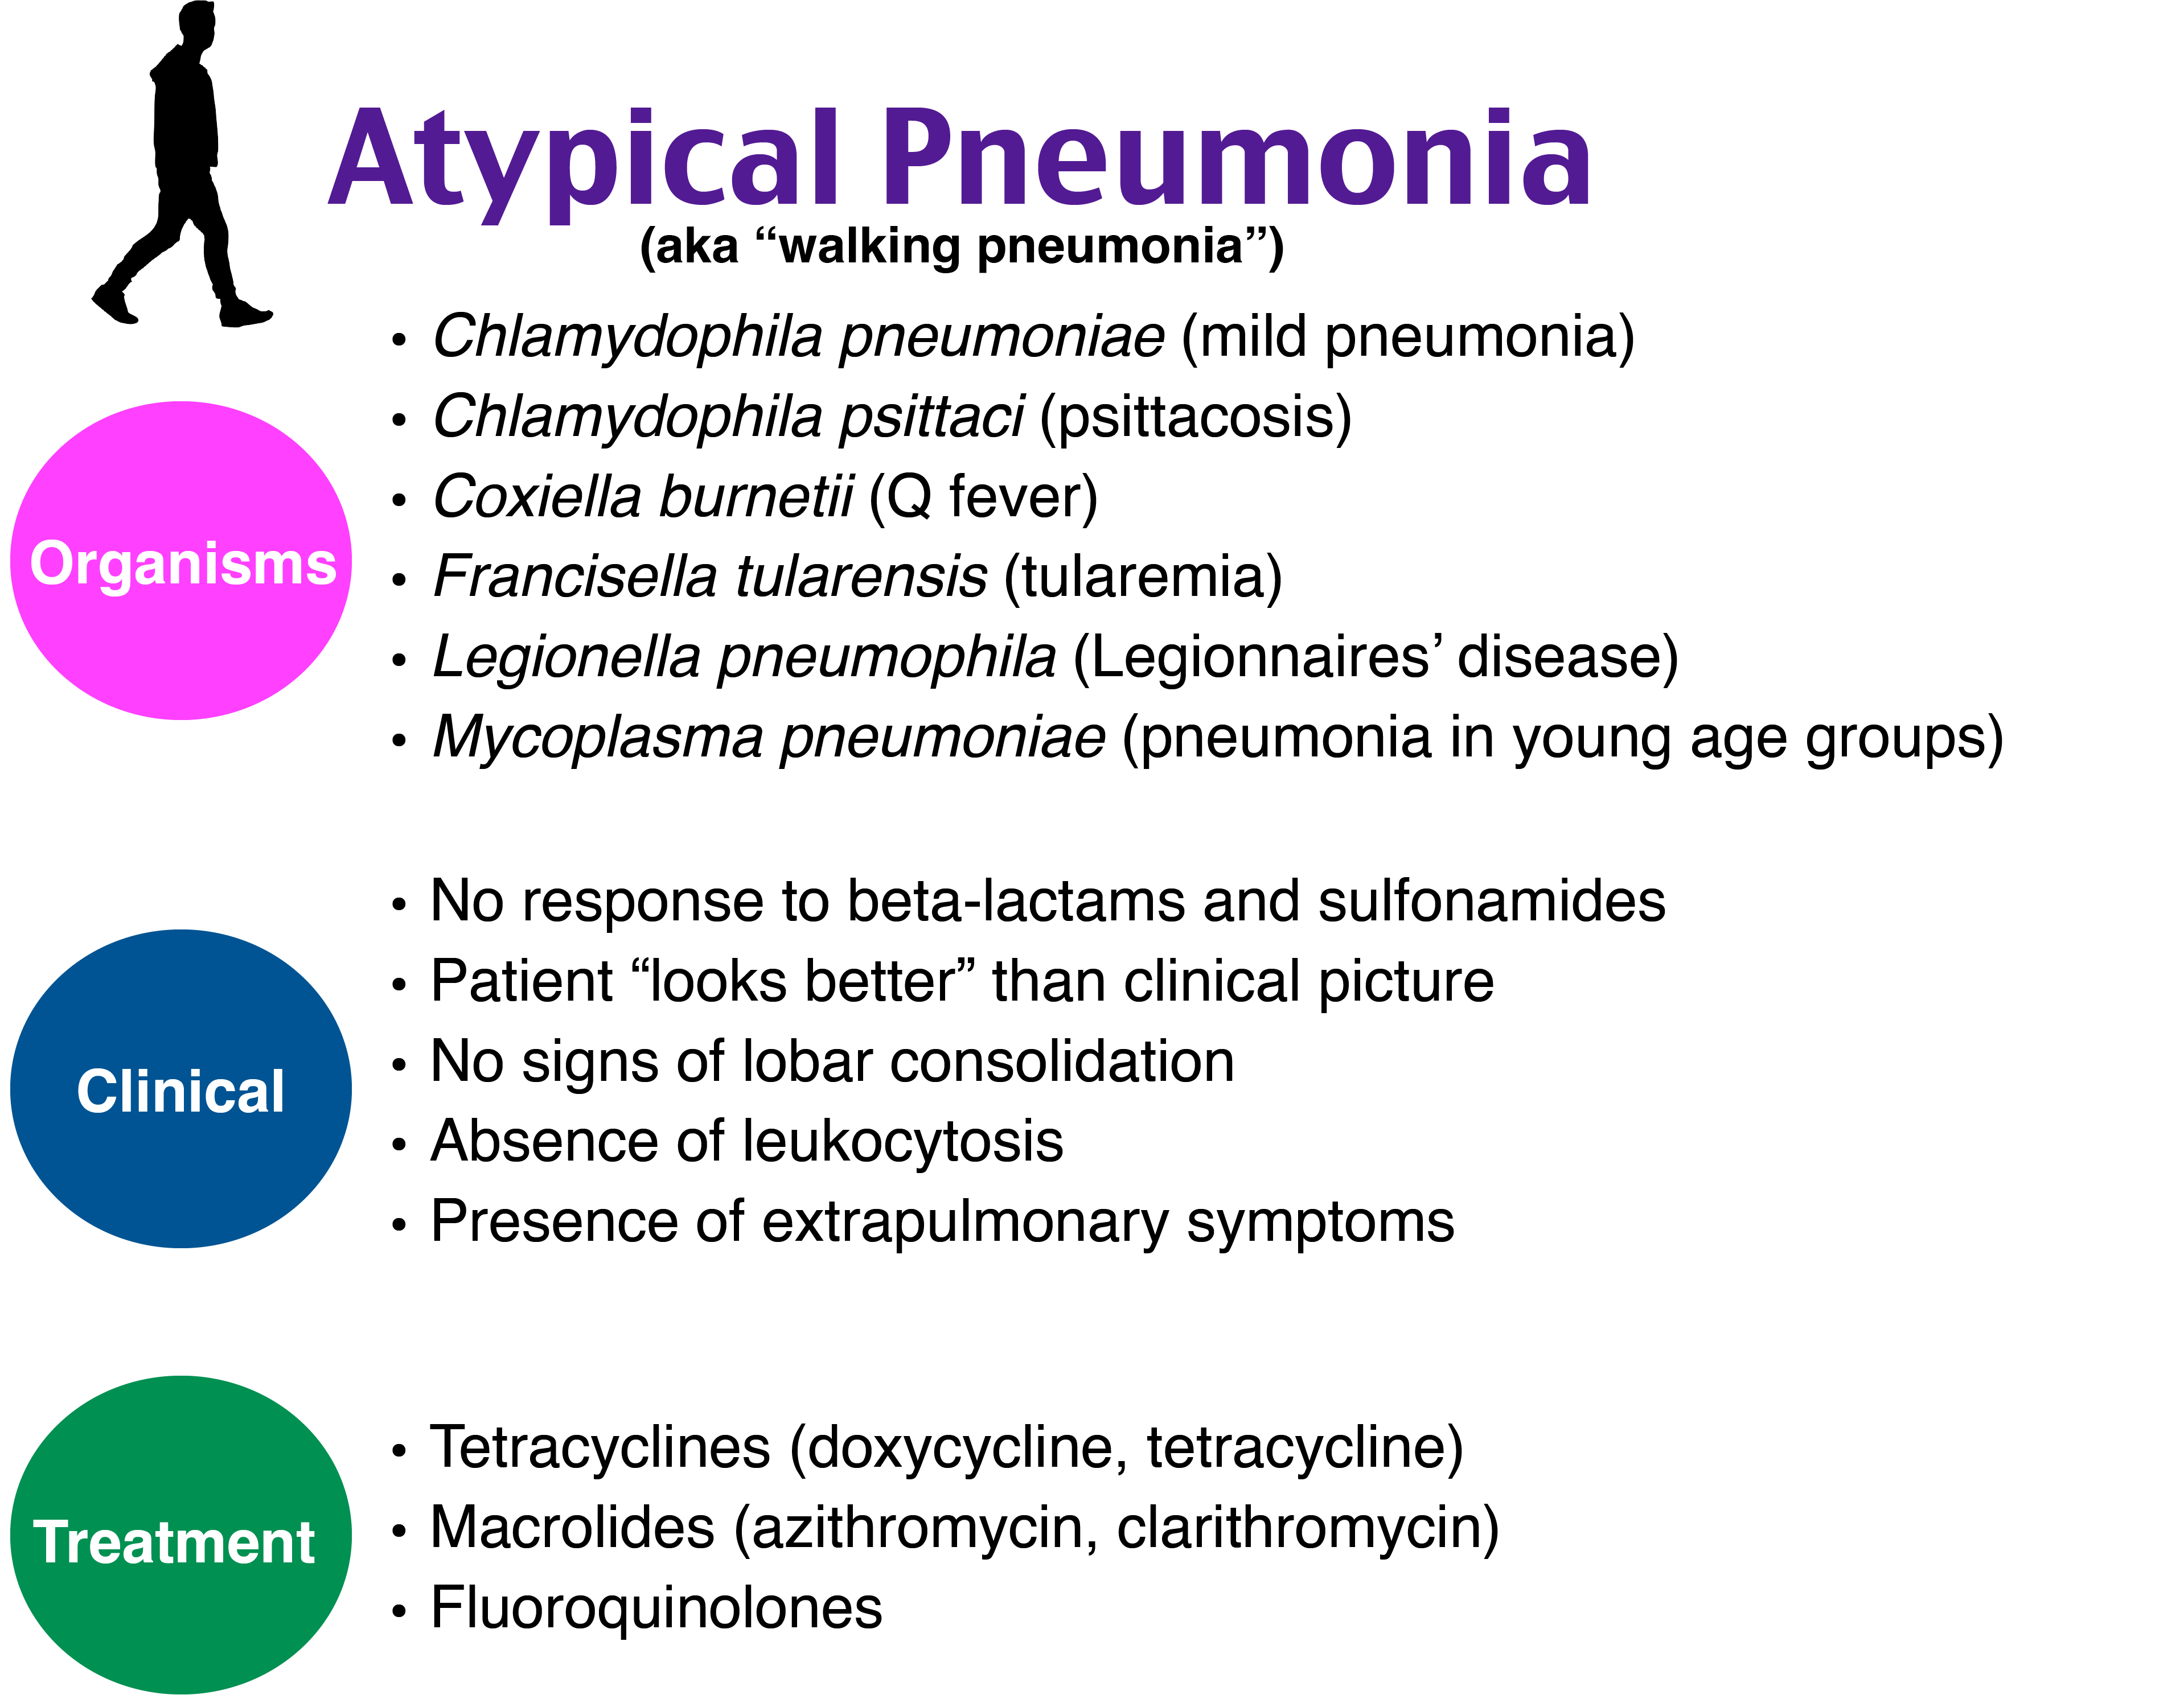 Atypical Pneumonia
(aka “walking pneumonia”)
• Chlamydophila pneumoniae (mild pneumonia)
• Chlamydophila psittaci (psittacosis)
• Coxiella burnetii (Q fever)
Organisms
• Francisella tularensis (tularemia)
• Legionella pneumophila (Legionnaires’ disease)
• Mycoplasma pneumoniae (pneumonia in young age groups)
• No response to beta-lactams and sulfonamides
• Patient “looks better” than clinical picture
• No signs of lobar consolidation
Clinical
• Absence of leukocytosis
• Presence of extrapulmonary symptoms
• Tetracyclines (doxycycline, tetracycline)
• Macrolides (azithromycin, clarithromycin)
Treatment
• Fluoroquinolones